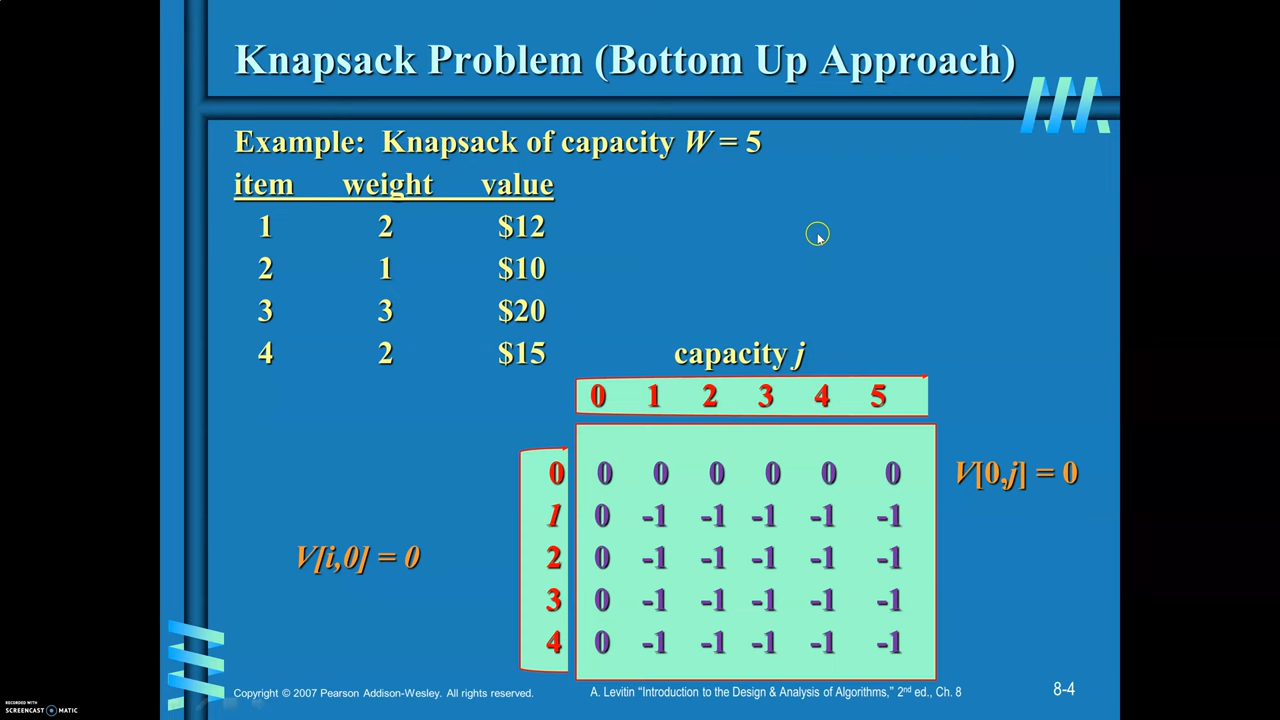 Knapsack Problem (Bottom Up Approach)
Example: Knapsack of capacity W = 5
item weight value
1 2 $12
2 1 $10
3 3 $20
4 2 $15
capacity j
0 1 2 3 4 5
0 0 0 0 0 0 0 V[0,j] = 0
1 0 -1 -1 -1 -1 -1
V[i,0] = 0 2 0 -1 -1 -1 -1 -1
3 0 -1 -1 -1 -1 -1
4 0 -1 -1 -1 -1 -1
Copyright © 2007 Pearson Addison-Wesley. All rights reserved. A. Levitin “Introduction to the Design & Analysis of Algorithms,” 2nd ed., Ch. 8 8-4
RECORDED WITH
SCREENCAST MATIC